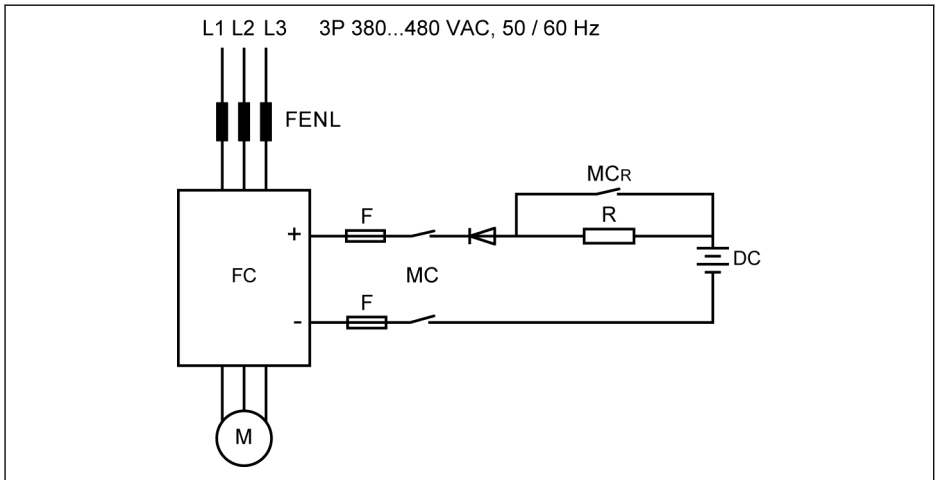 L1 L2 L3 3P 380...480 VAC, 50 / 60 Hz
FENL
MCR
F
R
+
FC
MC
DC
F
-
M